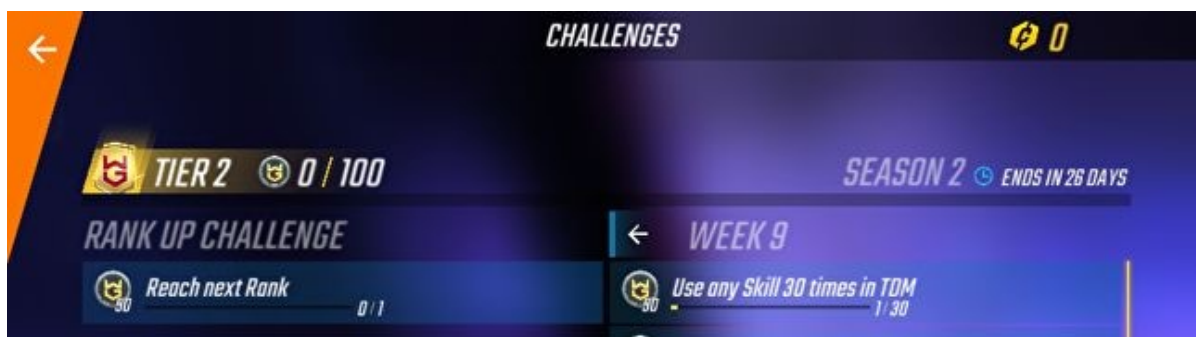 CHALLENGES
0
TIER 2 0 / 100
SEASON 2 ENDS IN 26 DAYS
RANK UP CHALLENGE
WEEK 9
Reach next Rank
50
0/1
Use any Skill 30 times in TDM
50
1/30